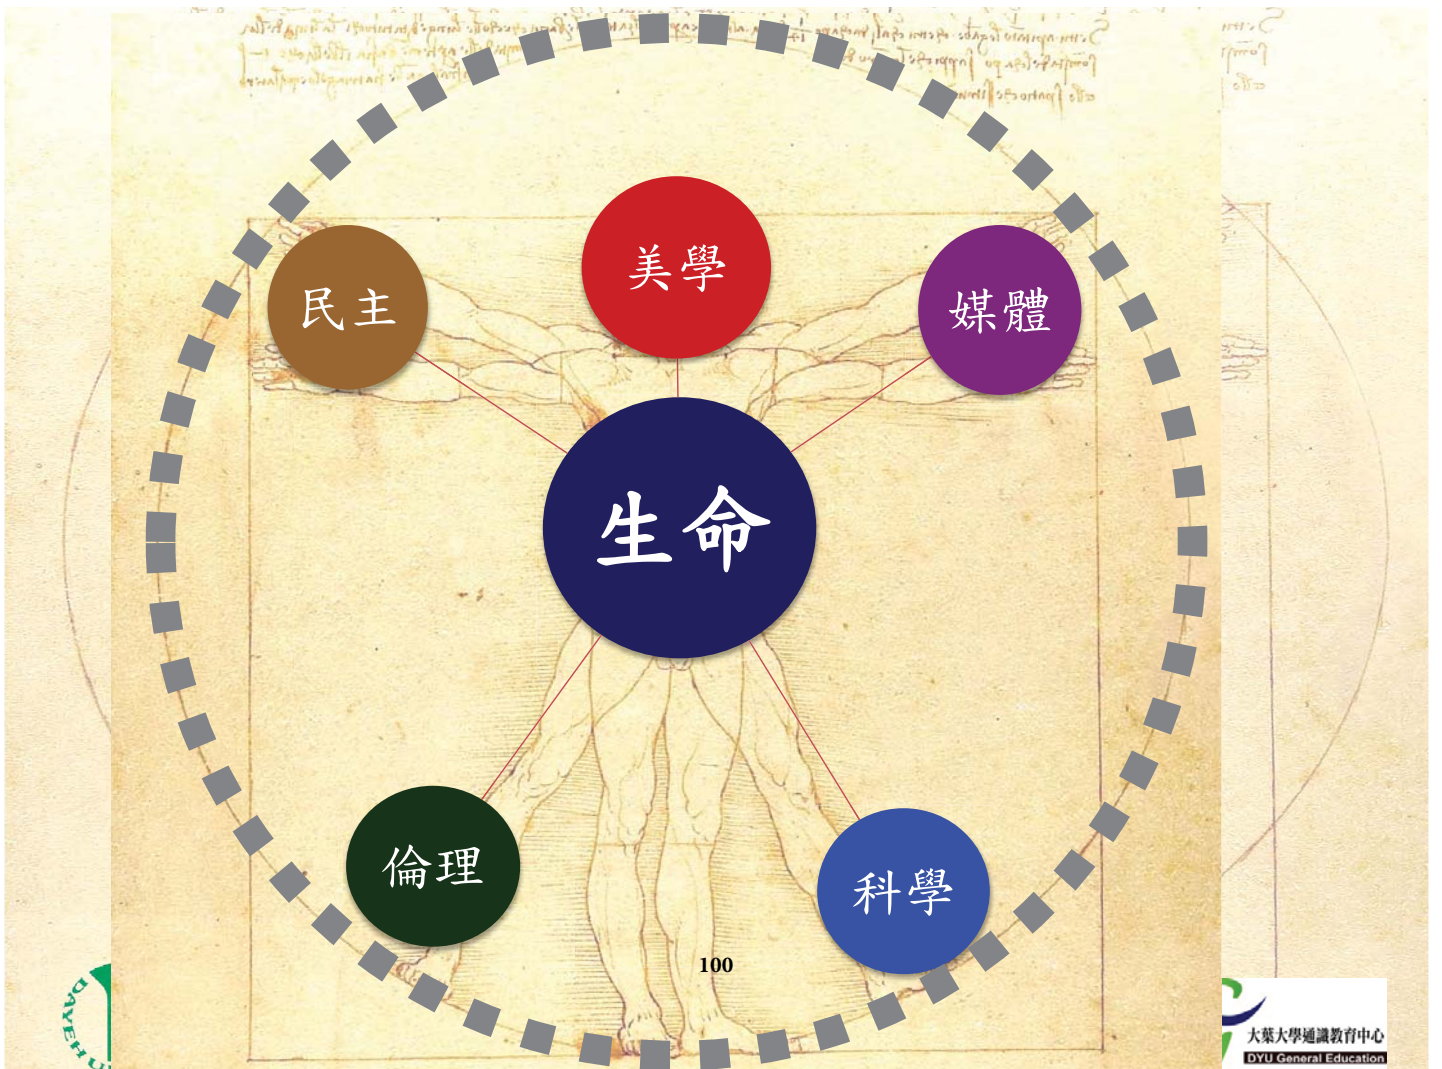 美學
民主
媒體
生命
倫理
科學
100
DAYEH
大葉大學通識教育中心
DYU General Education